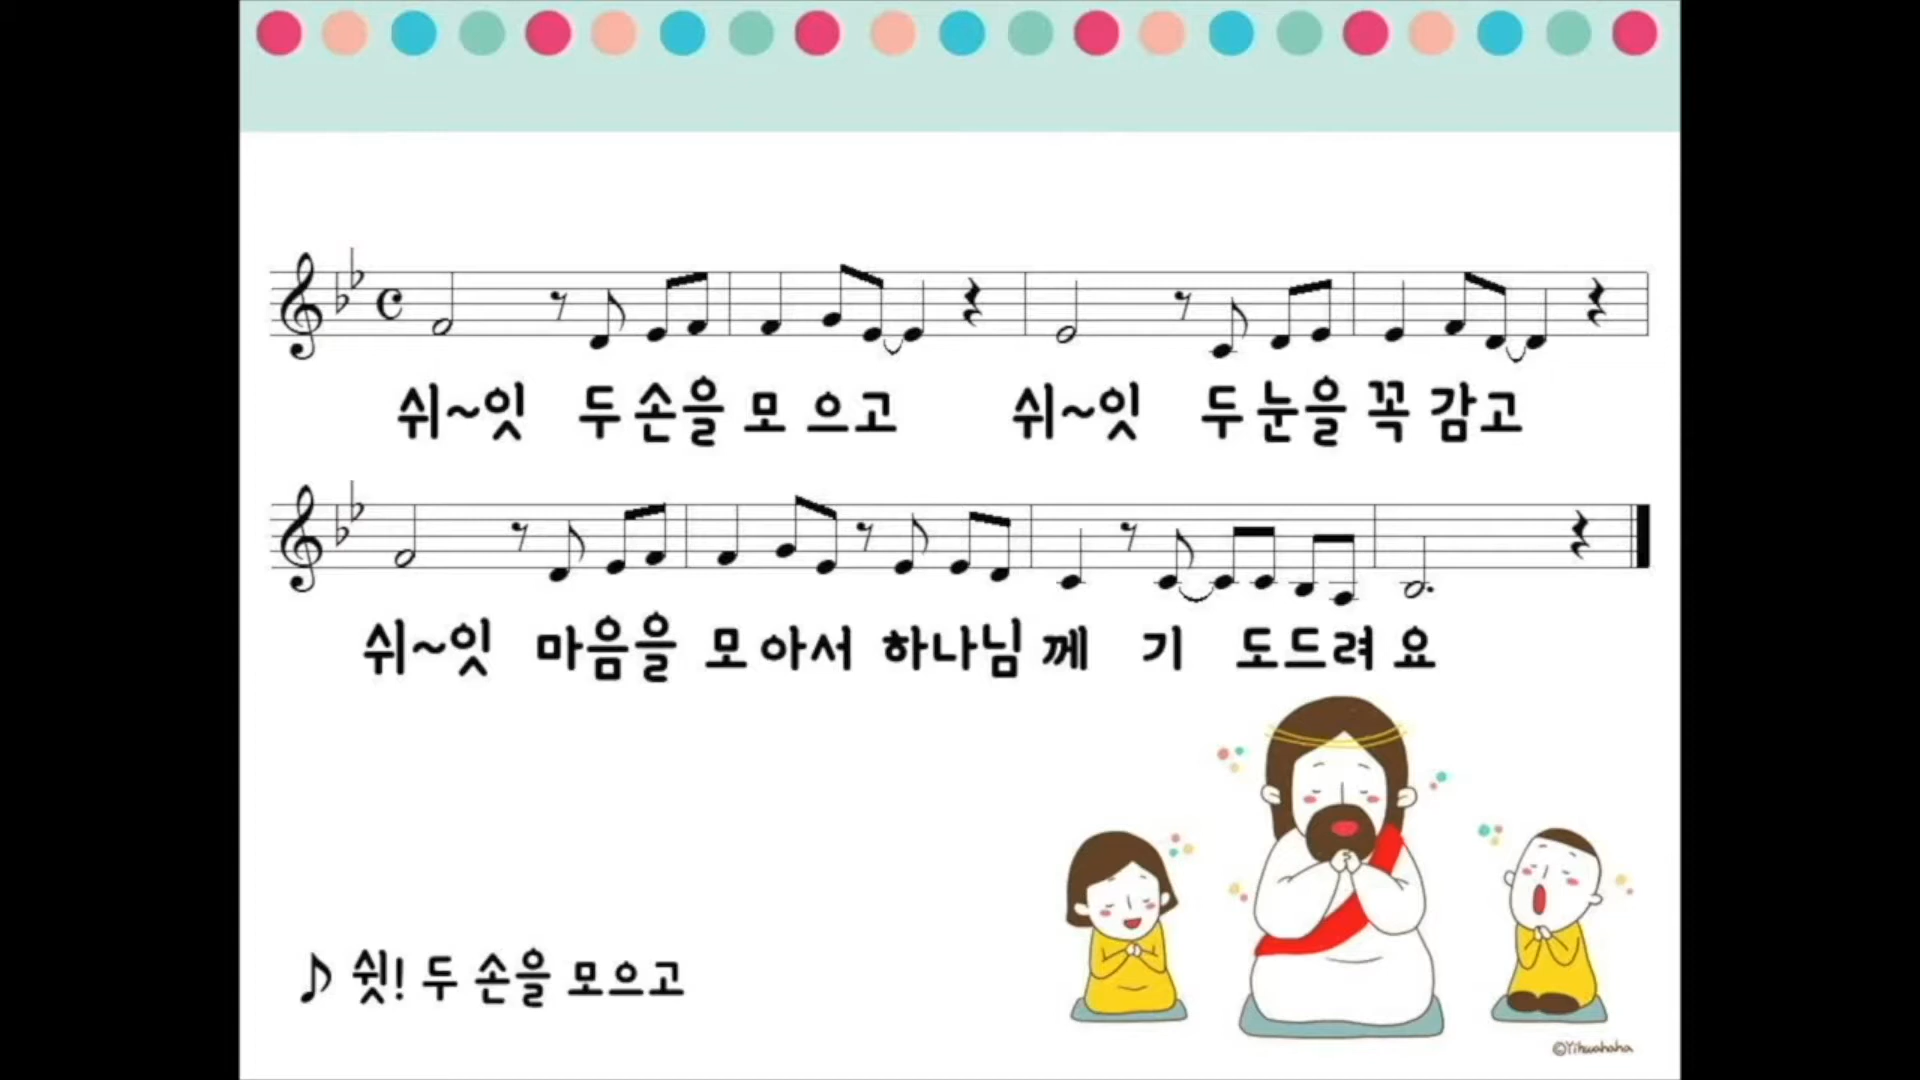 쉬~잇 두손을 모 으고 쉬~잇 두눈을 꼭 감고
쉬~잇 마음을 모아서 하나님 께 기 도드려 요
♪ 쉿! 두 손을 모으고
©Yihwahaha